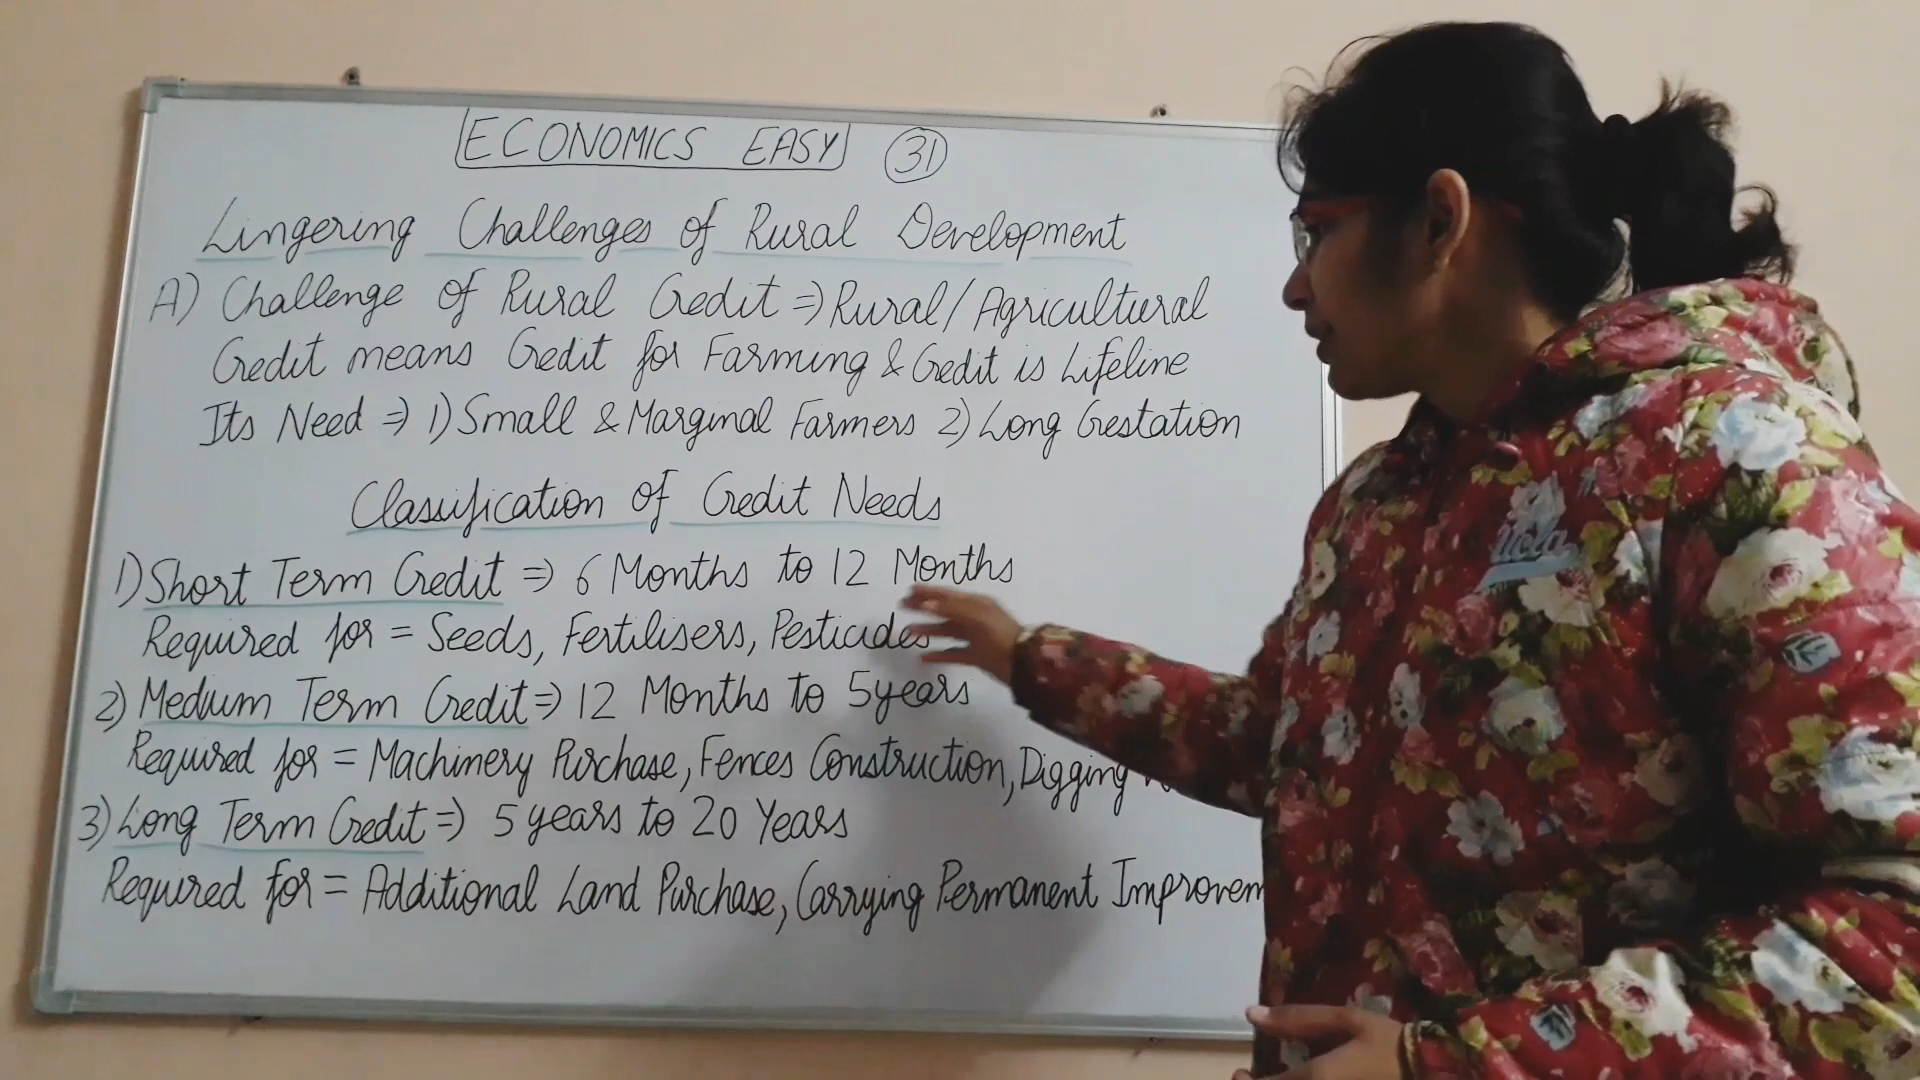 ECONOMICS EASY 31
Lingering Challenges of Rural Development
A) Challenge of Rural Credit ⇒ Rural/Agricultural
Credit means Credit for Farming & Credit is Lifeline
Its Need ⇒ 1) Small & Marginal Farmers 2) Long Gestation
Classification of Credit Needs
1) Short Term Credit ⇒ 6 Months to 12 Months
Required for = Seeds, Fertilisers, Pesticides
2) Medium Term Credit ⇒ 12 Months to 5 years
Required for = Machinery Purchase, Fences Construction, Digging
3) Long Term Credit ⇒ 5 years to 20 Years
Required for = Additional Land Purchase, Carrying Permanent Improvem